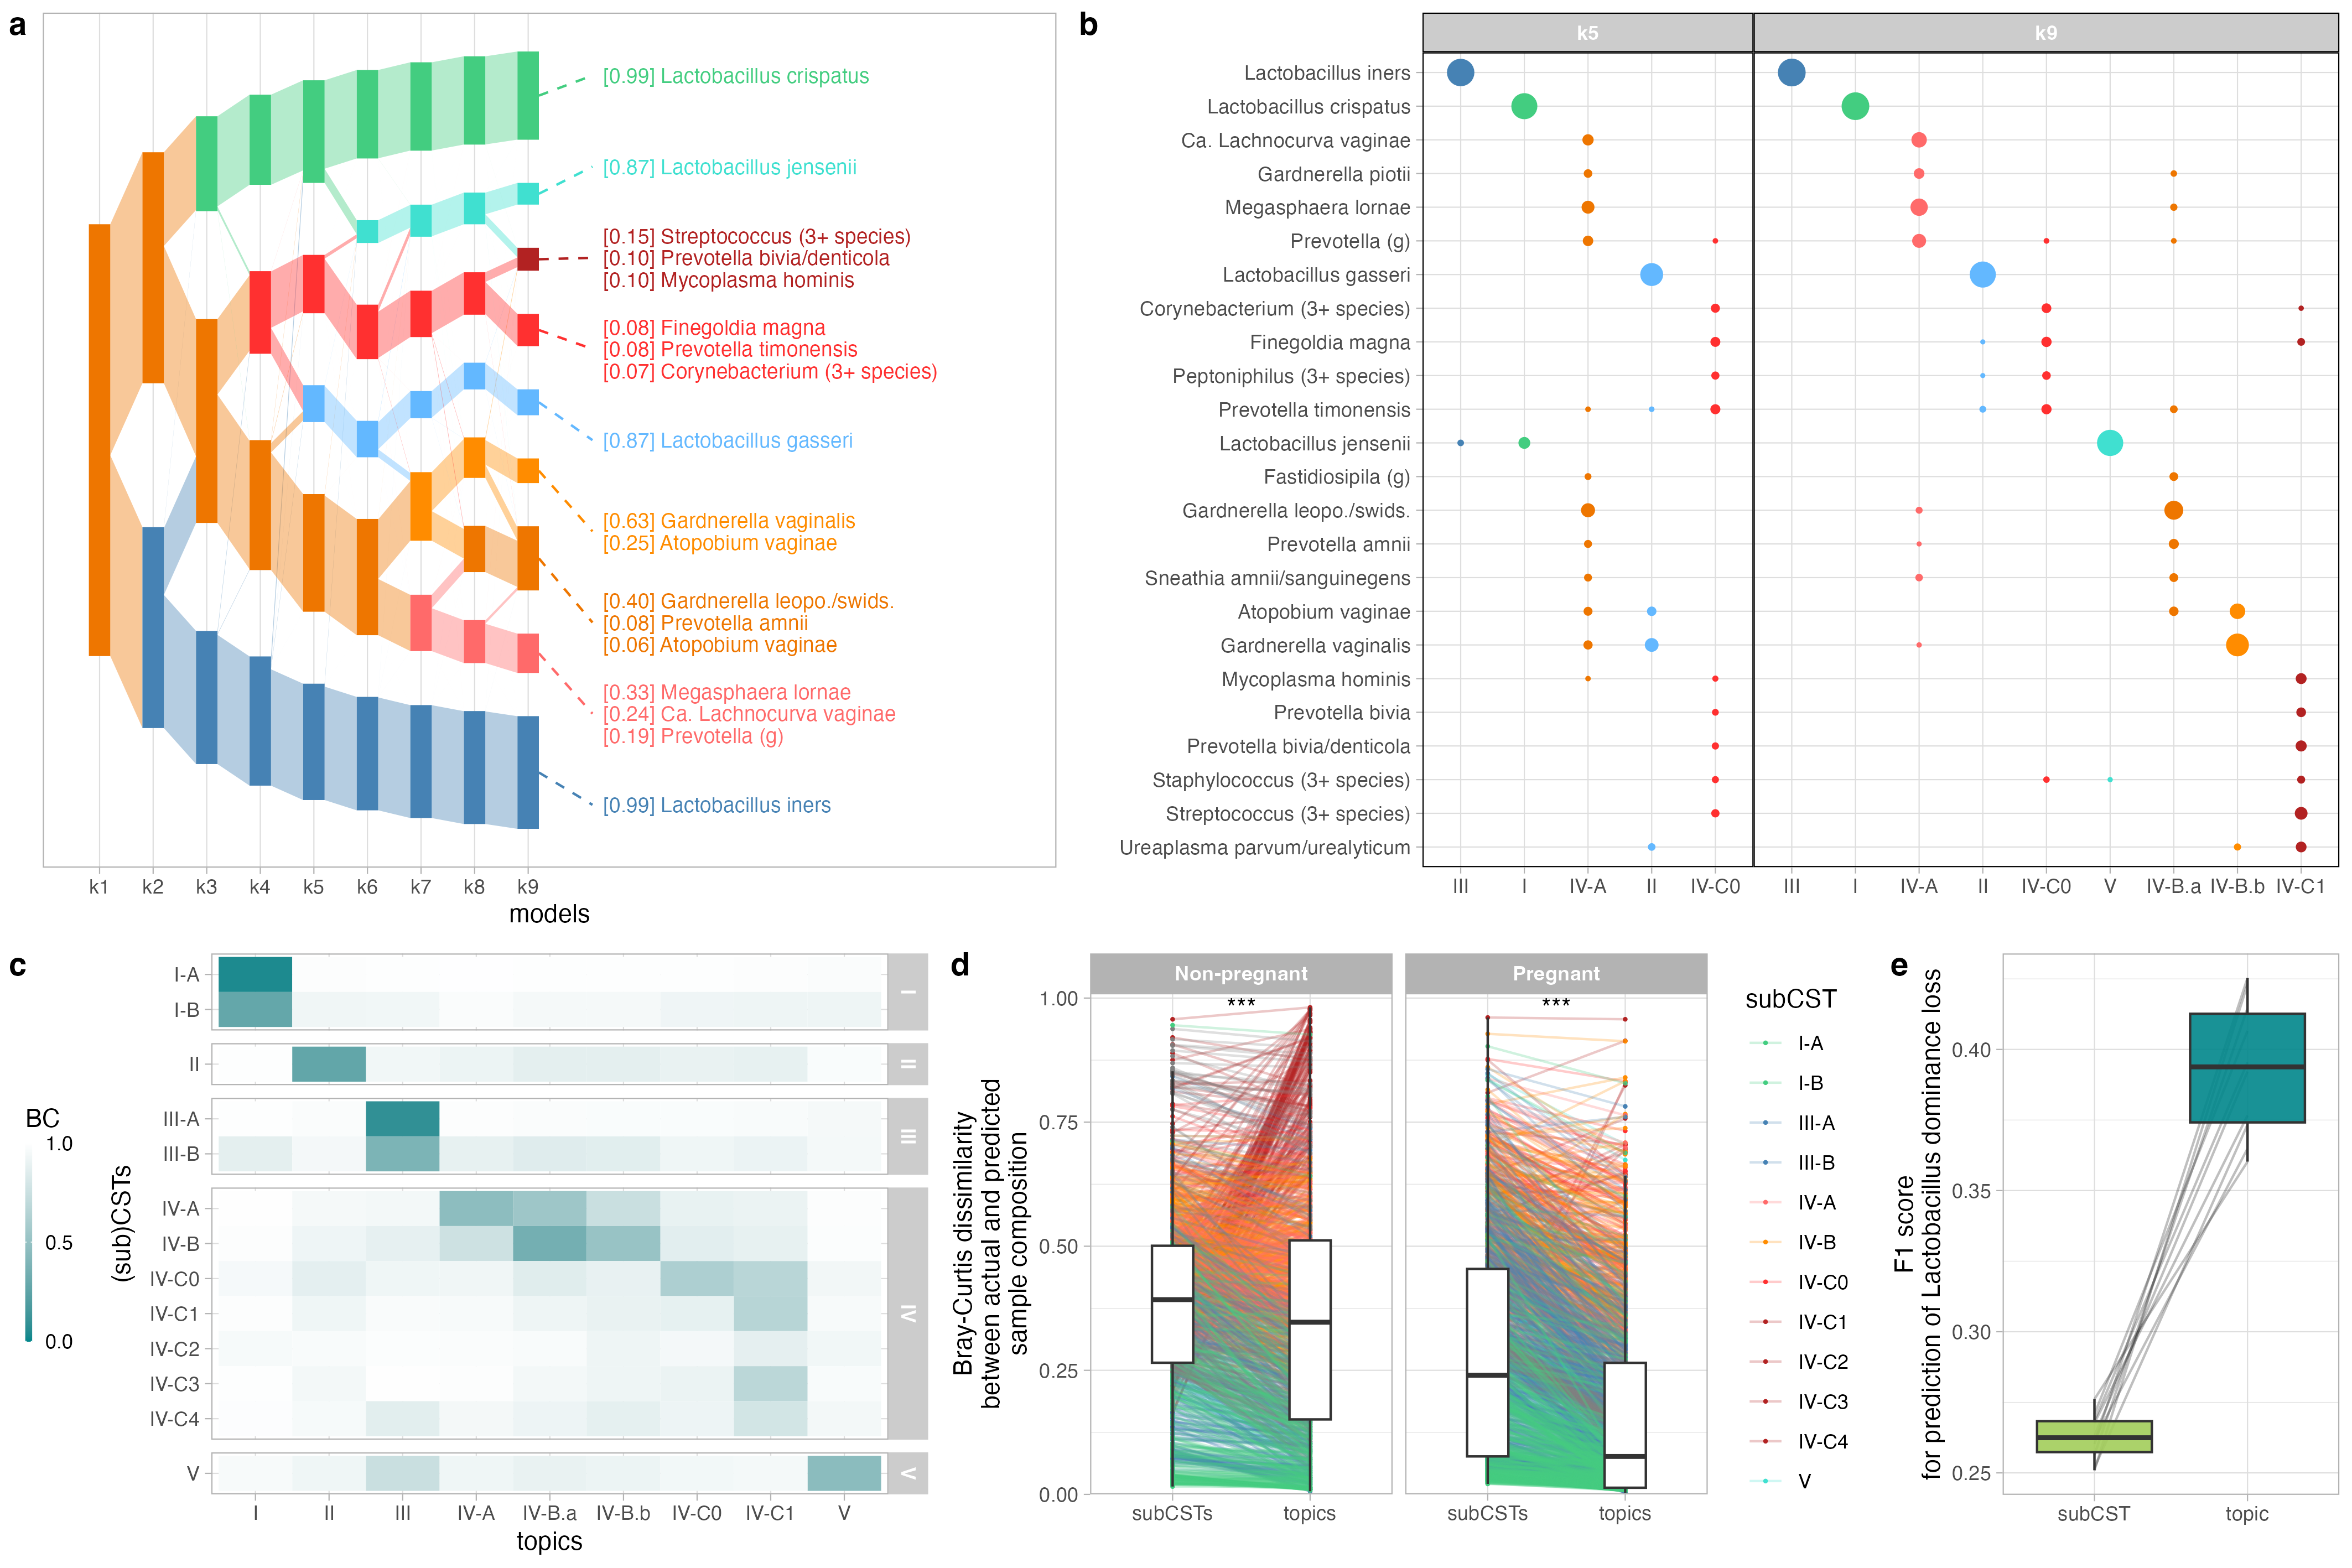 a
[0.99] Lactobacillus crispatus
[0.87] Lactobacillus jensenii
[0.15] Streptococcus (3+ species)
[0.10] Prevotella bivia/denticola
[0.10] Mycoplasma hominis
[0.08] Finegoldia magna
[0.08] Prevotella timonensis
[0.07] Corynebacterium (3+ species)
[0.87] Lactobacillus gasseri
[0.63] Gardnerella vaginalis
[0.25] Atopobium vaginae
[0.40] Gardnerella leopo./swids.
[0.08] Prevotella amnii
[0.06] Atopobium vaginae
[0.33] Megasphaera lornae
[0.24] Ca. Lachnocurva vaginae
[0.19] Prevotella (g)
[0.99] Lactobacillus iners
k1 k2 k3 k4 k5 k6 k7 k8 k9
models
b
k5 k9
Lactobacillus iners
Lactobacillus crispatus
Ca. Lachnocurva vaginae
Gardnerella piotii
Megasphaera lornae
Prevotella (g)
Lactobacillus gasseri
Corynebacterium (3+ species)
Finegoldia magna
Peptoniphilus (3+ species)
Prevotella timonensis
Lactobacillus jensenii
Fastidiosipila (g)
Gardnerella leopo./swids.
Prevotella amnii
Sneathia amnii/sanguinegens
Atopobium vaginae
Gardnerella vaginalis
Mycoplasma hominis
Prevotella bivia
Prevotella bivia/denticola
Staphylococcus (3+ species)
Streptococcus (3+ species)
Ureaplasma parvum/urealyticum
III I IV-A II IV-C0 III I IV-A II IV-C0 V IV-B.a IV-B.b IV-C1
c
BC
1.0
0.5
0.0
(sub)CSTs
I-A
I-B
II
III-A
III-B
IV-A
IV-B
IV-C0
IV-C1
IV-C2
IV-C3
IV-C4
V
I
II
III
IV
V
I II III IV-A IV-B.a IV-B.b IV-C0 IV-C1 V
topics
d
Bray-Curtis dissimilarity
between actual and predicted
sample composition
Non-pregnant Pregnant
*** ***
1.00
0.75
0.50
0.25
0.00
subCSTs topics subCSTs topics
subCST
I-A
I-B
III-A
III-B
IV-A
IV-B
IV-C0
IV-C1
IV-C2
IV-C3
IV-C4
V
e
F1 score
for prediction of Lactobacillus dominance loss
0.40
0.35
0.30
0.25
subCST topic